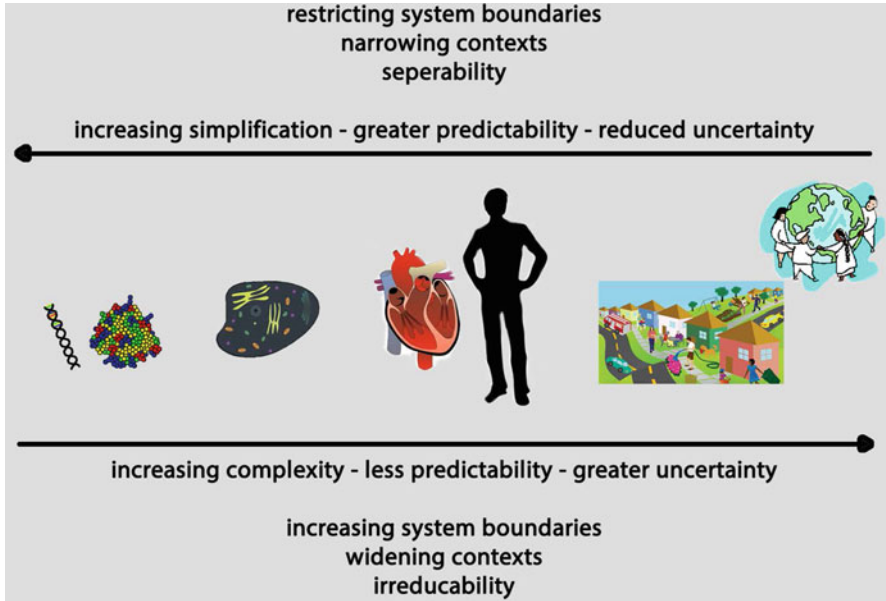 restricting system boundaries
narrowing contexts
seperability
increasing simplification - greater predictability - reduced uncertainty
increasing complexity - less predictability - greater uncertainty
increasing system boundaries
widening contexts
irreducability